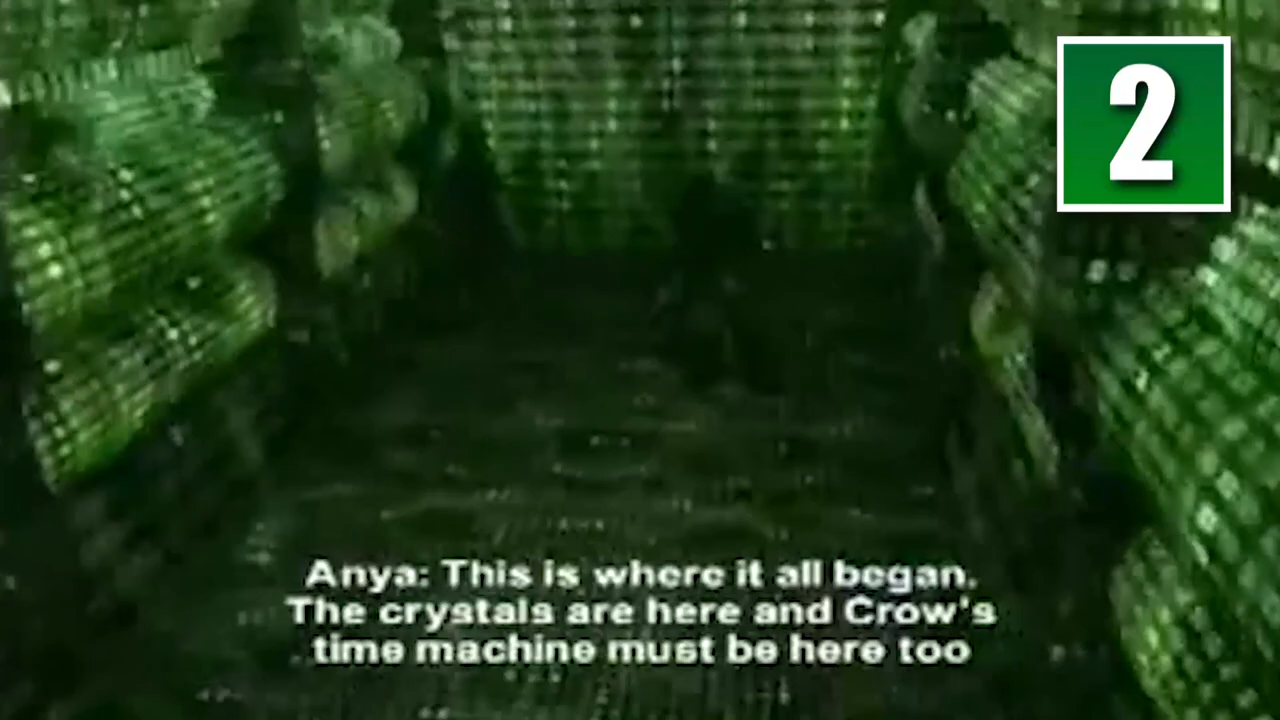 2
Anya: This is where it all began.
The crystals are here and Crow's
time machine must be here too